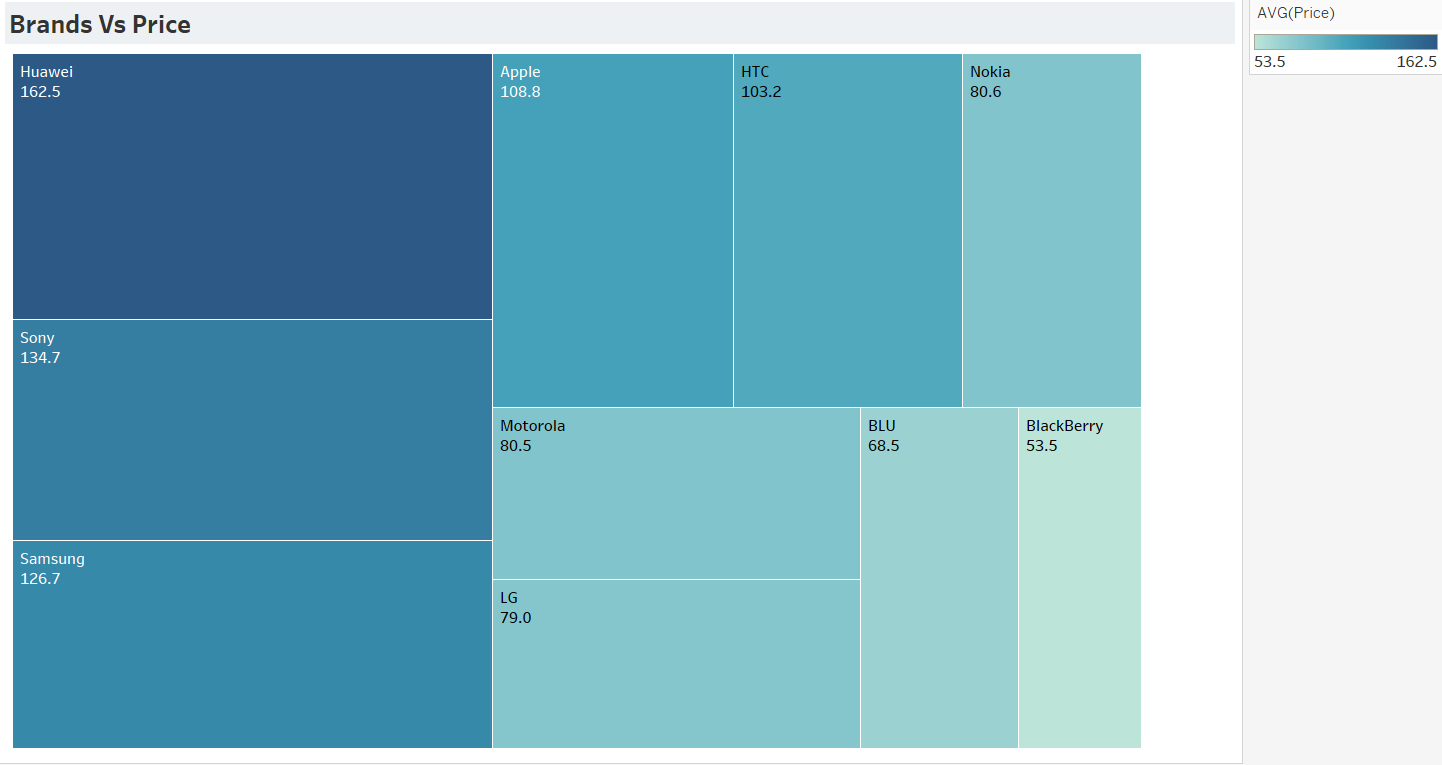 Brands Vs Price
AVG(Price)
53.5 162.5
Huawei
162.5
Apple
108.8
HTC
103.2
Nokia
80.6
Sony
134.7
Motorola
80.5
BLU
68.5
BlackBerry
53.5
Samsung
126.7
LG
79.0